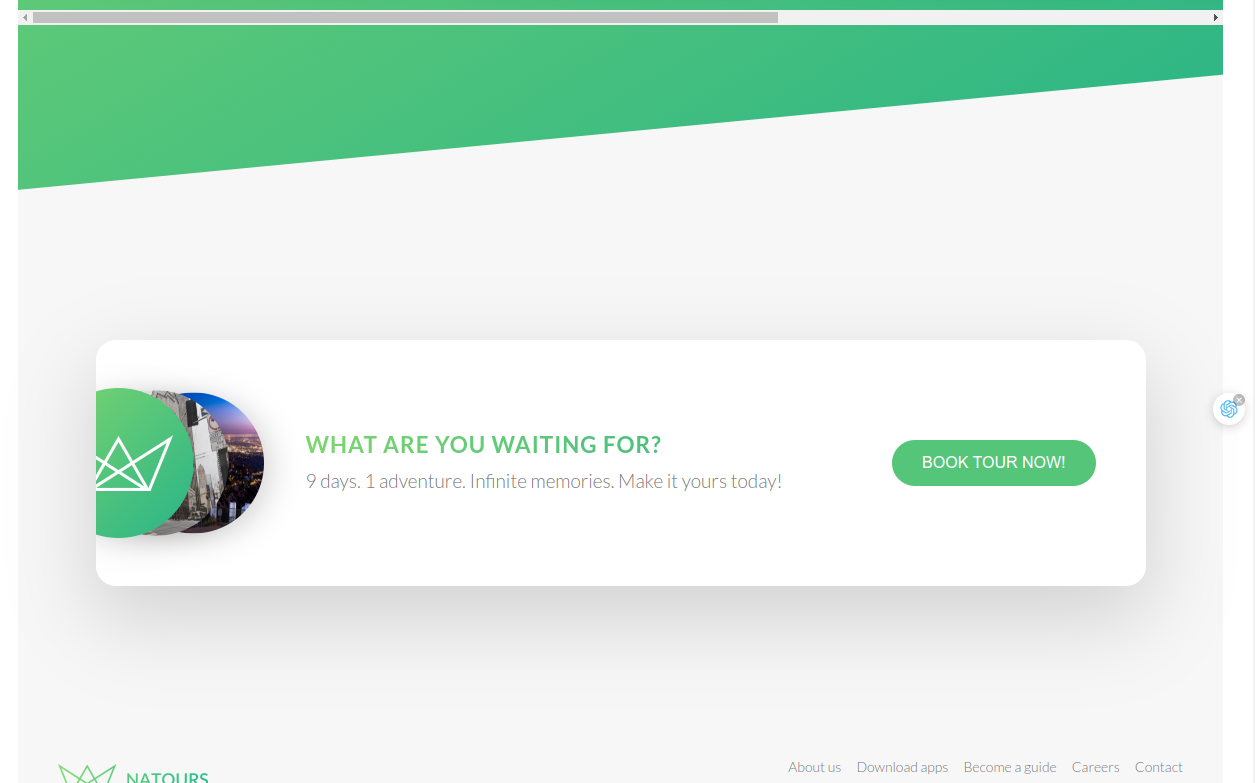 WHAT ARE YOU WAITING FOR?
9 days. 1 adventure. Infinite memories. Make it yours today!
BOOK TOUR NOW!
About us Download apps Become a guide Careers Contact
NATOURS